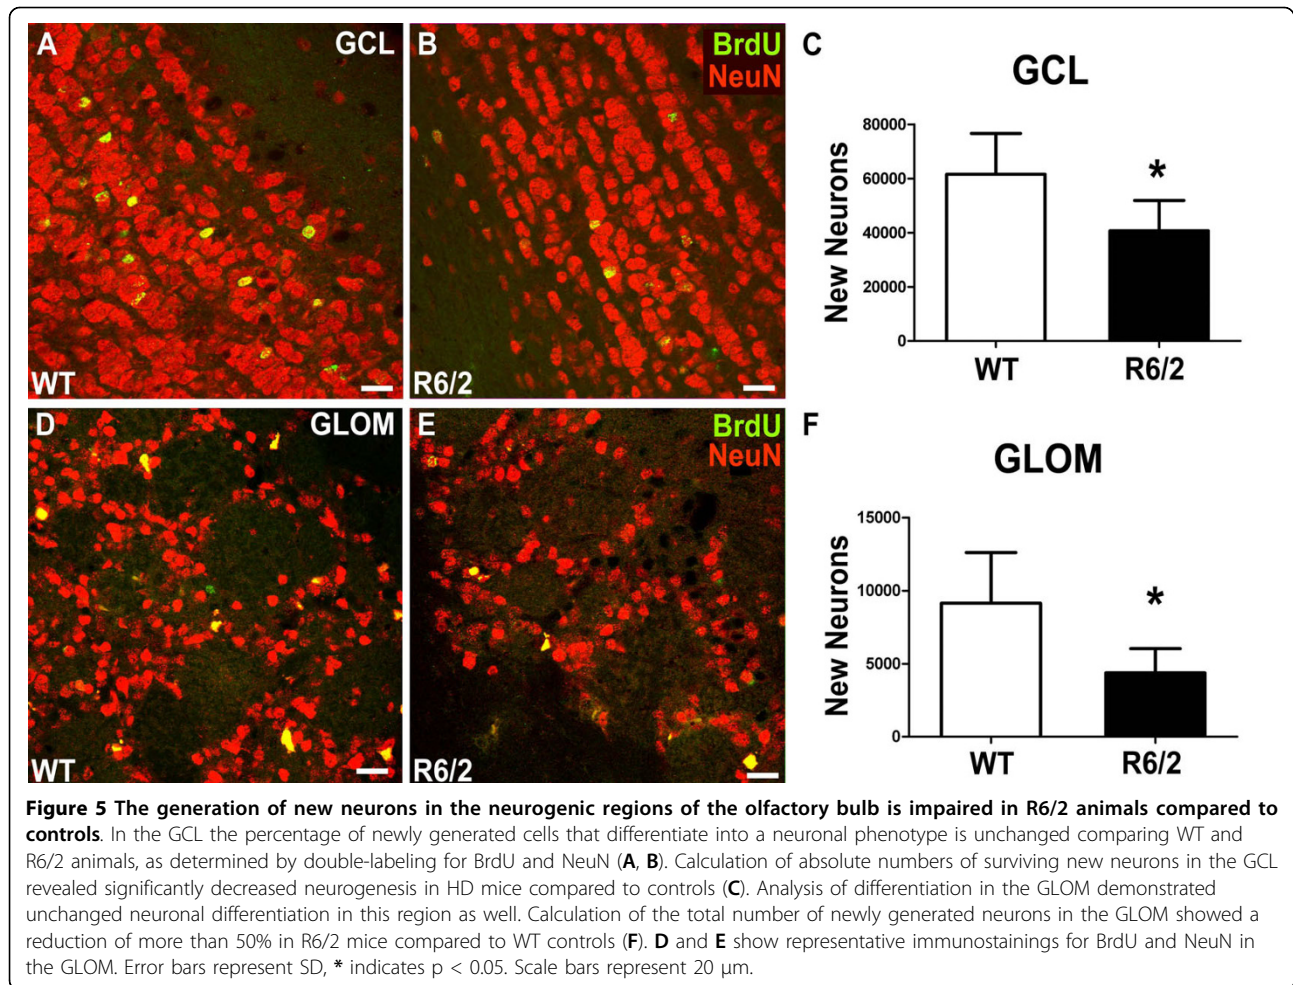 A GCL B BrdU
NeuN
WT R6/2
C
GCL
New Neurons
80000
60000
40000
20000
0
*
WT R6/2
D GLOM E BrdU
NeuN
WT R6/2
F
GLOM
New Neurons
15000
10000
5000
0
*
WT R6/2
Figure 5 The generation of new neurons in the neurogenic regions of the olfactory bulb is impaired in R6/2 animals compared to
controls. In the GCL the percentage of newly generated cells that differentiate into a neuronal phenotype is unchanged comparing WT and
R6/2 animals, as determined by double-labeling for BrdU and NeuN (A, B). Calculation of absolute numbers of surviving new neurons in the GCL
revealed significantly decreased neurogenesis in HD mice compared to controls (C). Analysis of differentiation in the GLOM demonstrated
unchanged neuronal differentiation in this region as well. Calculation of the total number of newly generated neurons in the GLOM showed a
reduction of more than 50% in R6/2 mice compared to WT controls (F). D and E show representative immunostainings for BrdU and NeuN in
the GLOM. Error bars represent SD, * indicates p < 0.05. Scale bars represent 20 μm.